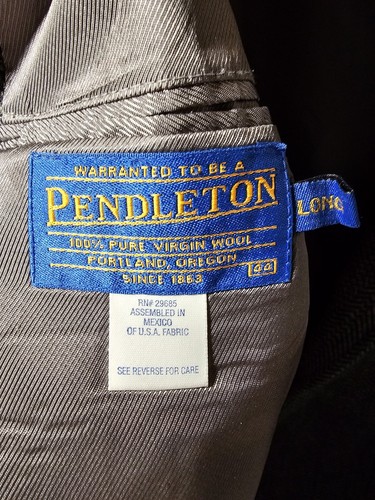 WARRANTED TO BE A
PENDLETON
LONG
100% PURE VIRGIN WOOL
PORTLAND, OREGON
SINCE 1863
44
RN# 29685
ASSEMBLED IN
MEXICO
OF U.S.A. FABRIC
SEE REVERSE FOR CARE